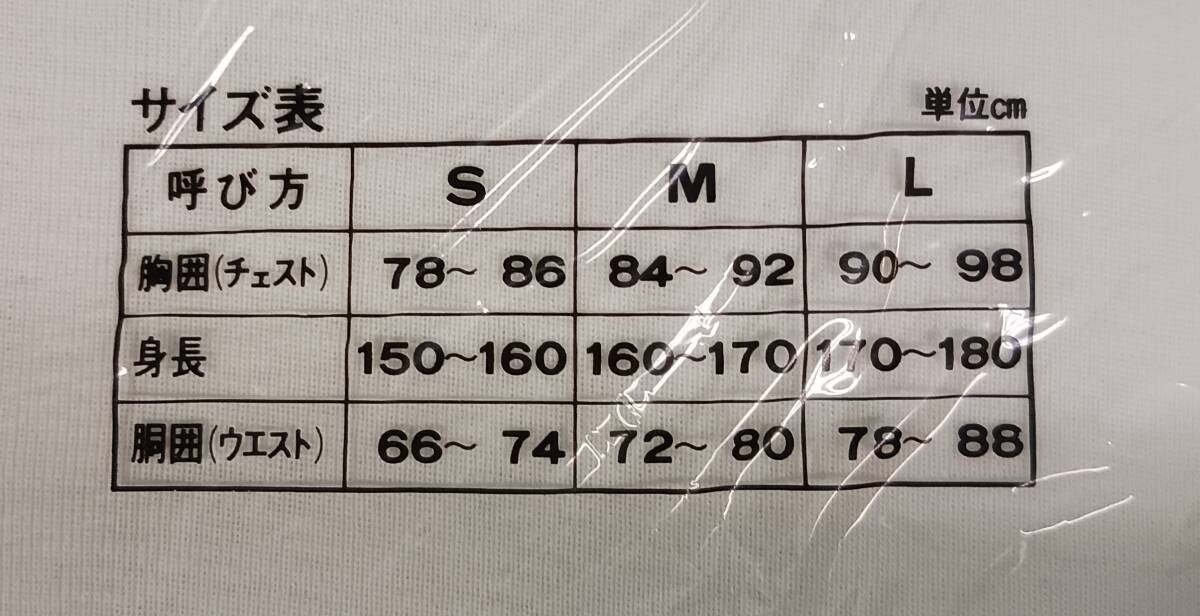 サイズ表 単位cm
呼び方 S M L
胸囲(チェスト) 78〜 86 84〜 92 90〜 98
身長 150〜160 160〜170 170〜180
胴囲(ウエスト) 66〜 74 72〜 80 78〜 88